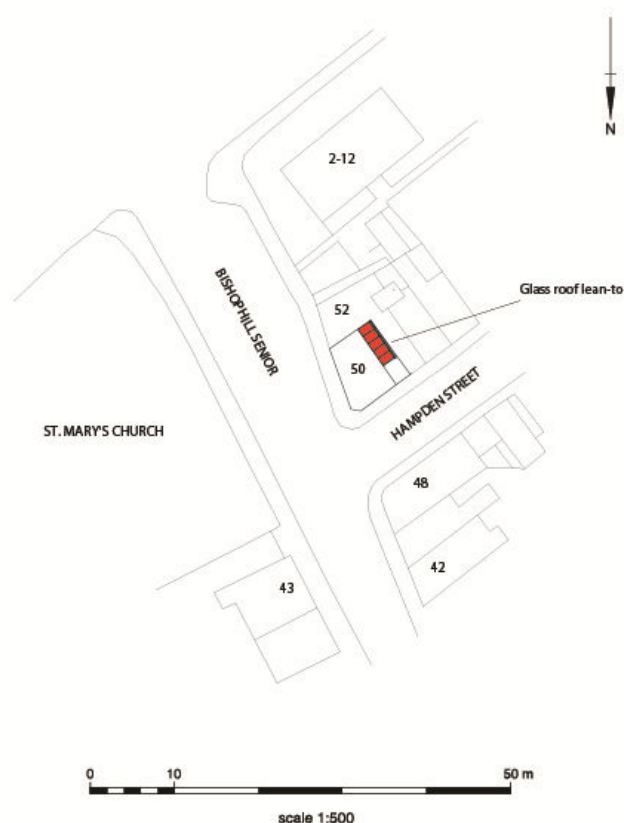 N
2-12
BISHOPHILL SENIOR
Glass roof lean-to
52
50
HAMPDEN STREET
ST. MARY'S CHURCH
48
42
43
0 10 50 m
scale 1:500